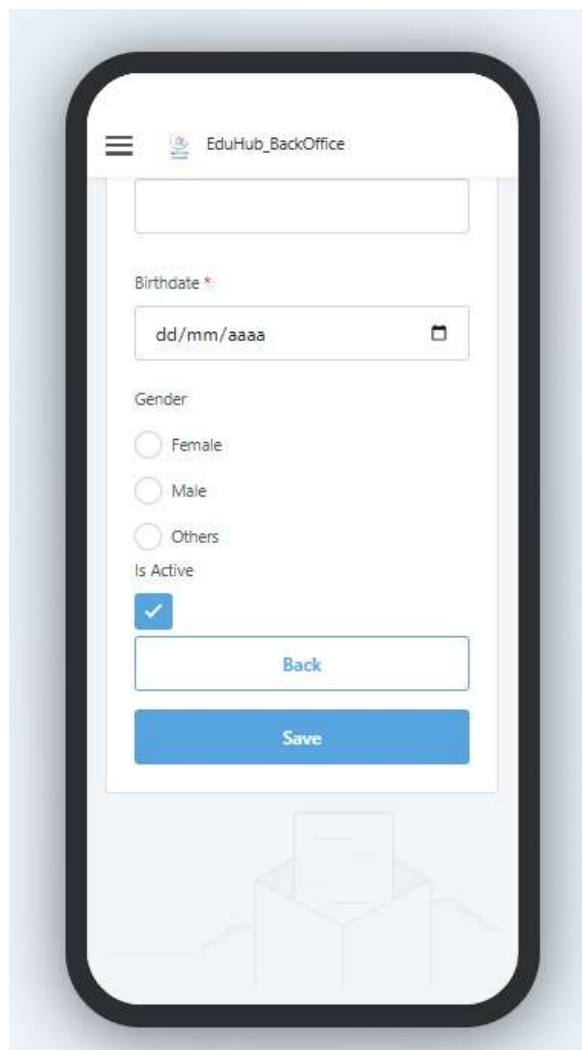 EduHub_BackOffice
Birthdate *
dd/mm/aaaa
Gender
Female
Male
Others
Is Active
Back
Save